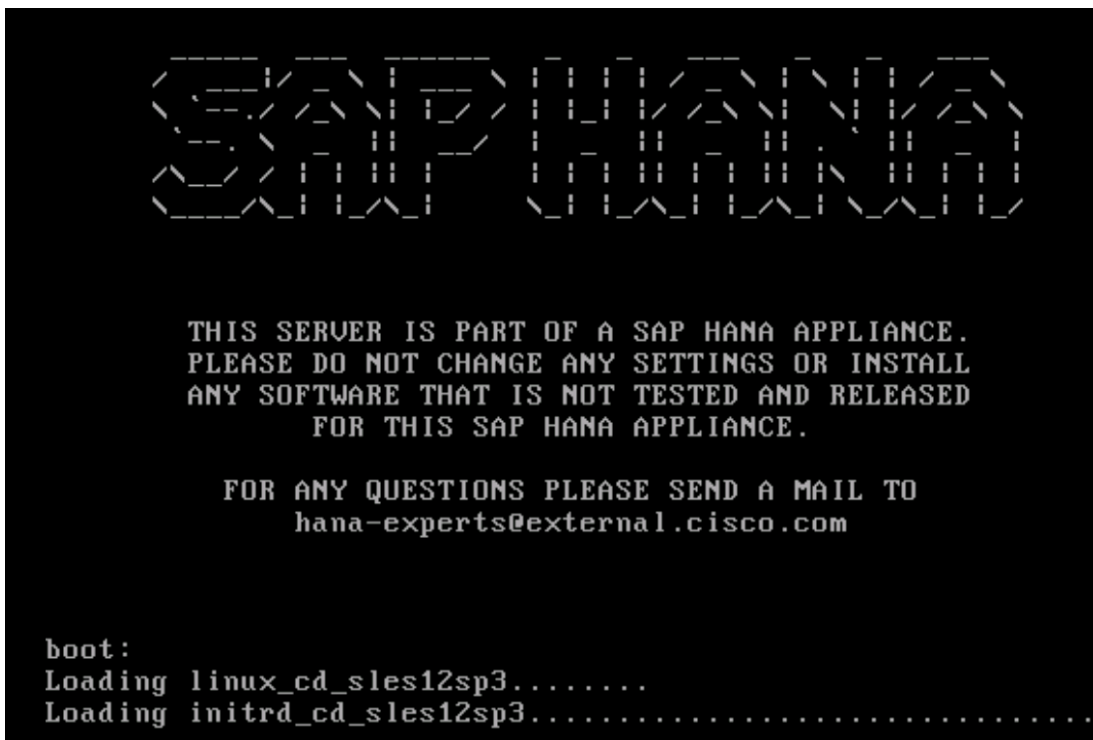 SAP HANA
THIS SERVER IS PART OF A SAP HANA APPLIANCE.
PLEASE DO NOT CHANGE ANY SETTINGS OR INSTALL
ANY SOFTWARE THAT IS NOT TESTED AND RELEASED
FOR THIS SAP HANA APPLIANCE.
FOR ANY QUESTIONS PLEASE SEND A MAIL TO
hana-experts@external.cisco.com
boot:
Loading linux_cd_sles12sp3........
Loading initrd_cd_sles12sp3................................